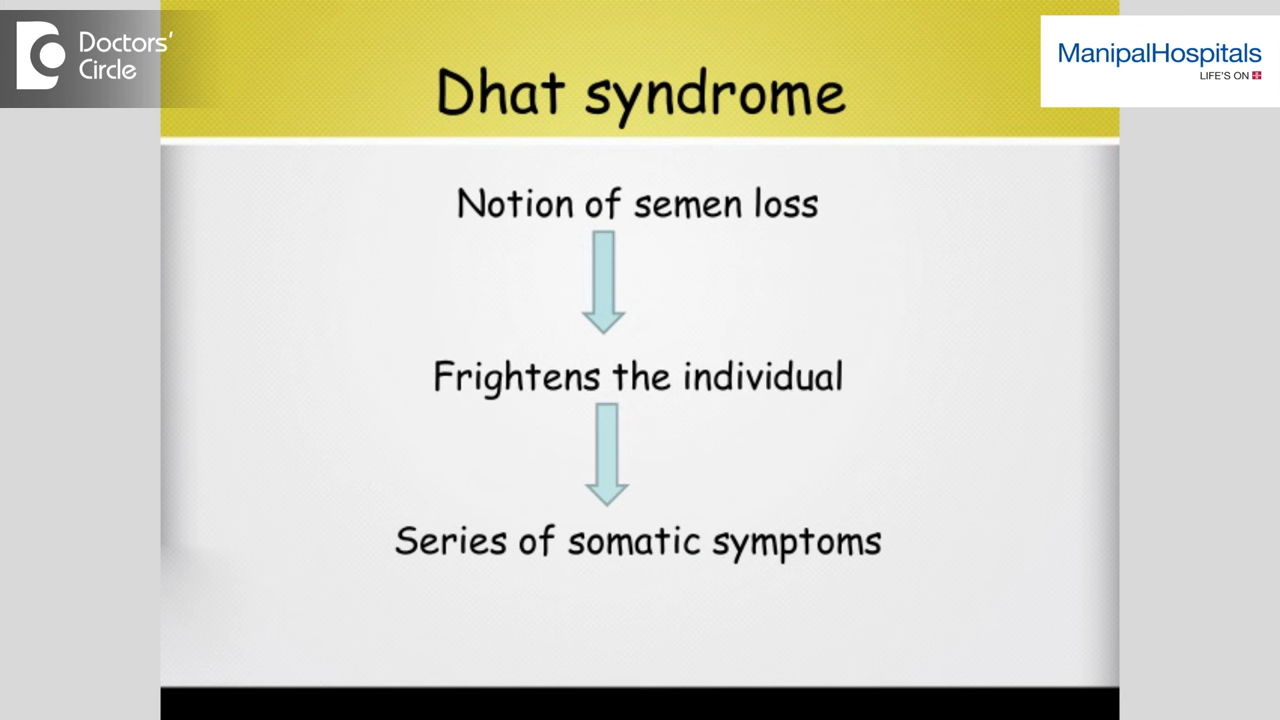 Doctors'
Circle
ManipalHospitals
LIFE'S ON
Dhat syndrome
Notion of semen loss
Frightens the individual
Series of somatic symptoms